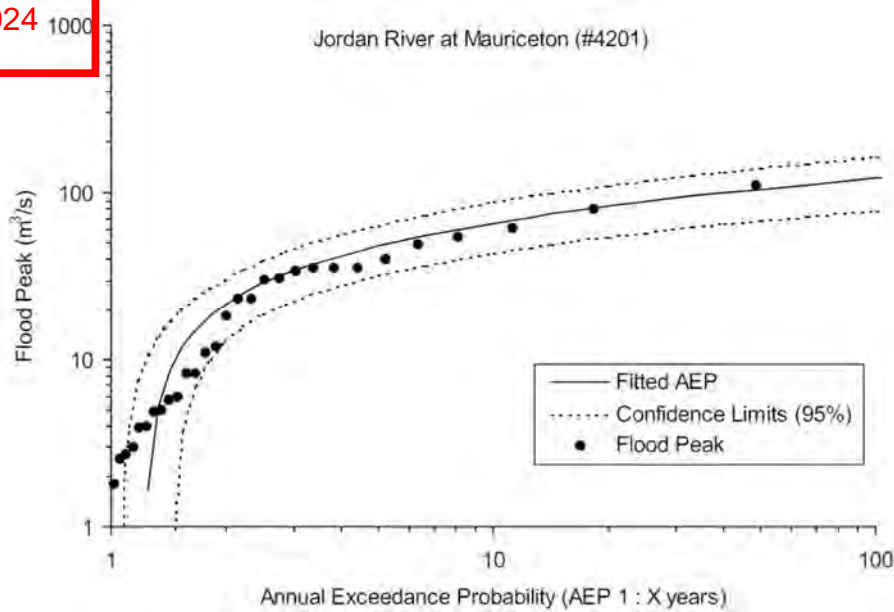 024
Jordan River at Mauriceton (#4201)
1000
100
10
1
Flood Peak (m³/s)
Fitted AEP
Confidence Limits (95%)
Flood Peak
1 10 100
Annual Exceedance Probability (AEP 1 : X years)